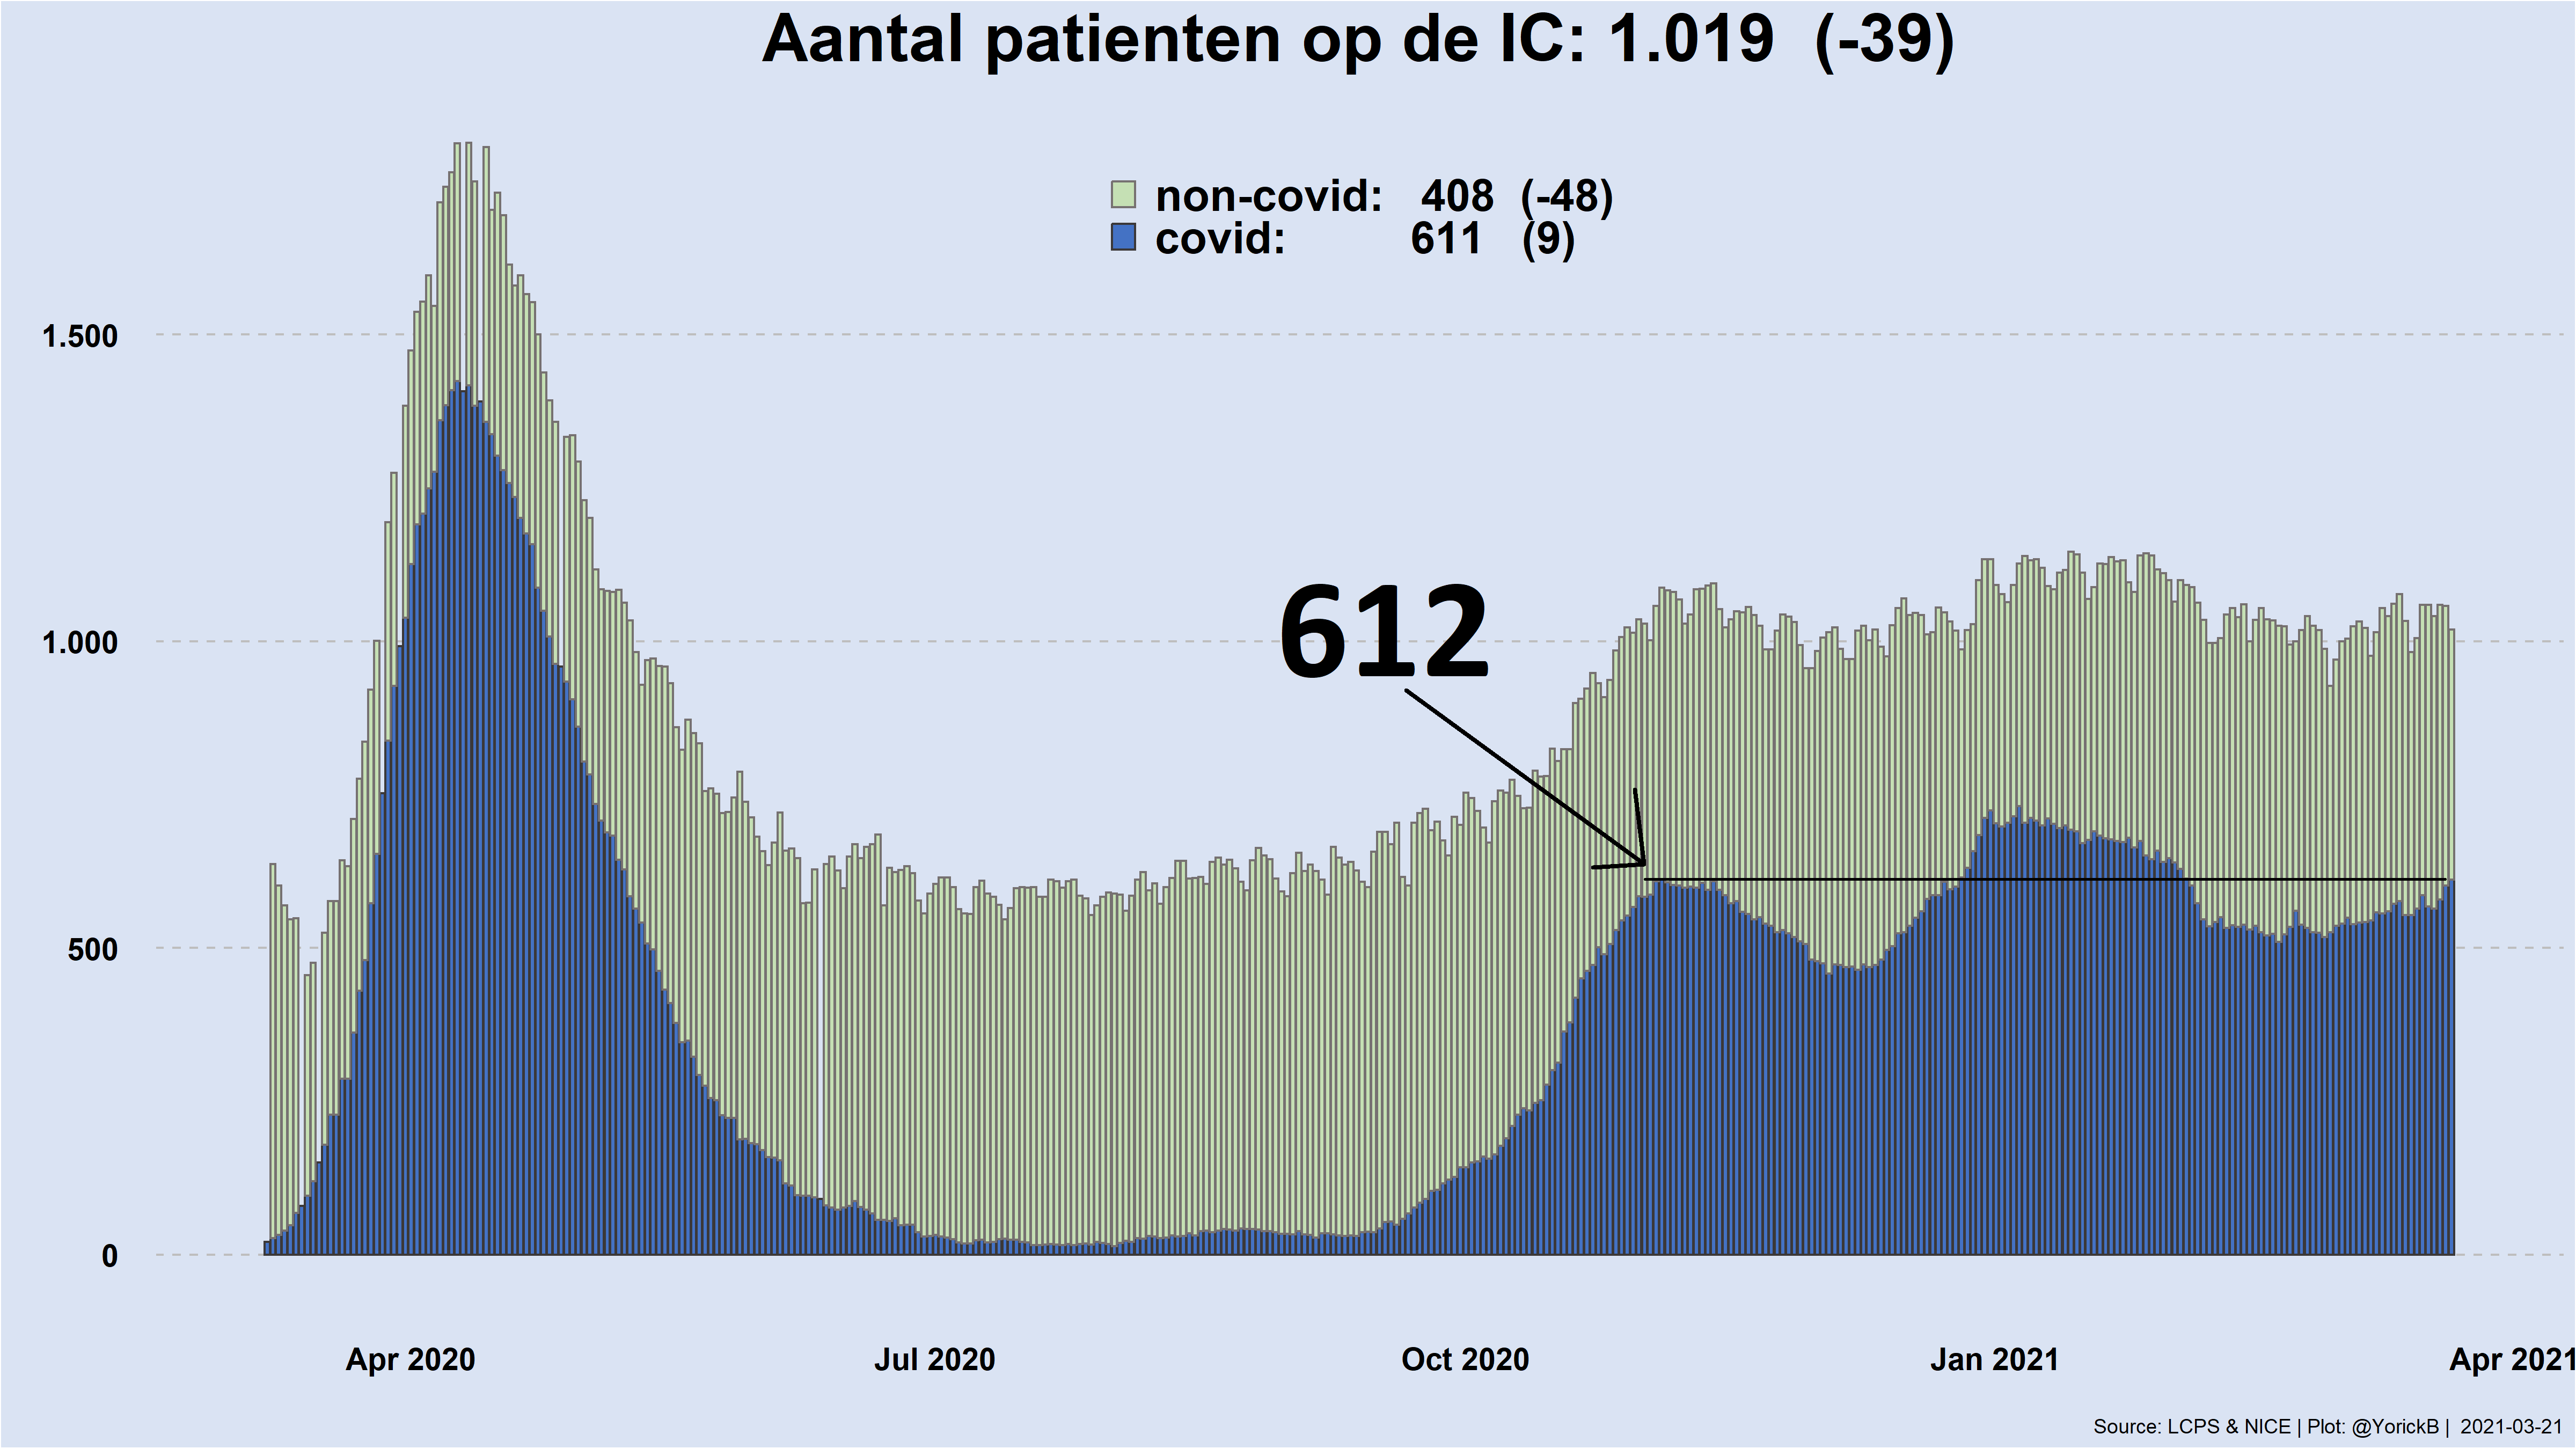 Aantal patienten op de IC: 1.019 (-39)
non-covid: 408 (-48)
covid: 611 (9)
1.500
612
1.000
500
0
Apr 2020 Jul 2020 Oct 2020 Jan 2021 Apr 2021
Source: LCPS & NICE | Plot: @YorickB | 2021-03-21